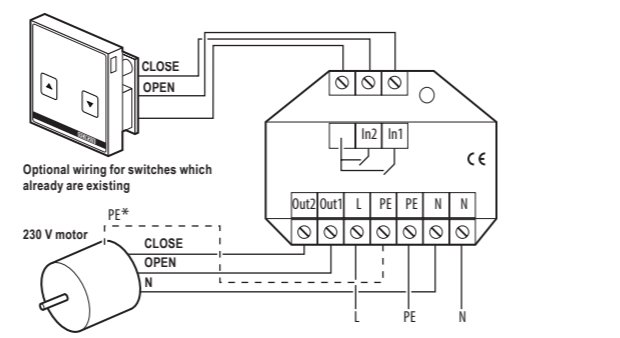 CLOSE
OPEN
In2 In1
CE
Optional wiring for switches which
already are existing
Out2 Out1 L PE PE N N
PE*
230 V motor
CLOSE
OPEN
N
L PE N